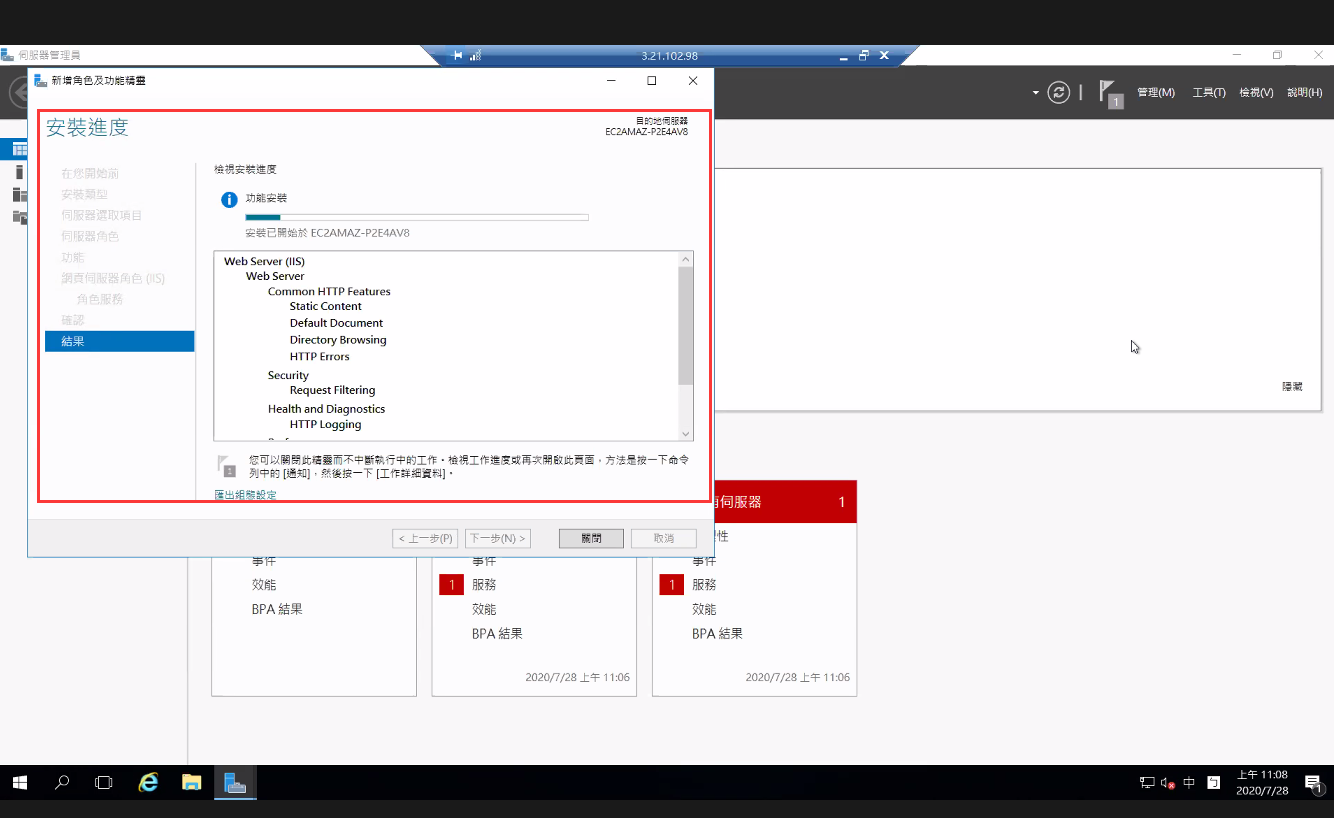 伺服器管理員
3.21.102.98
新增角色及功能精靈
1
管理(M)
工具(T)
檢視(V)
說明(H)
安裝進度
目的地伺服器
EC2AMAZ-P2E4AV8
在您開始前
安裝類型
伺服器選取項目
伺服器角色
功能
網頁伺服器角色 (IIS)
角色服務
確認
結果
檢視安裝進度
功能安裝
安裝已開始於 EC2AMAZ-P2E4AV8
Web Server (IIS)
Web Server
Common HTTP Features
Static Content
Default Document
Directory Browsing
HTTP Errors
Security
Request Filtering
Health and Diagnostics
HTTP Logging
1
您可以關閉此精靈而不中斷執行中的工作。檢視工作進度或再次開啟此頁面，方法是按一下命令
列中的 [通知]，然後按一下 [工作詳細資料]。
匯出組態設定
< 上一步(P)
下一步(N) >
關閉
取消
隱藏
伺服器
1
性
事件
效能
BPA 結果
事件
1 服務
效能
BPA 結果
2020/7/28 上午 11:06
事件
1 服務
效能
BPA 結果
2020/7/28 上午 11:06
中
上午 11:08
2020/7/28
1